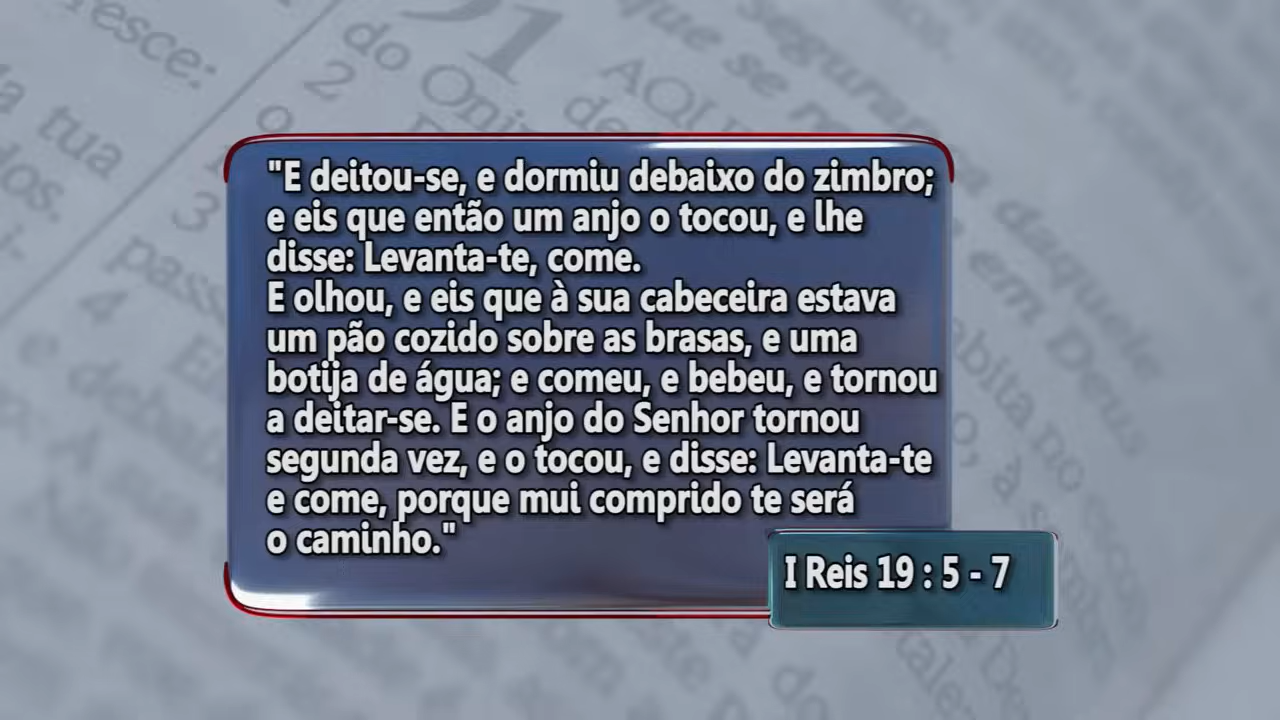 "E deitou-se, e dormiu debaixo do zimbro;
e eis que então um anjo o tocou, e lhe
disse: Levanta-te, come.
E olhou, e eis que à sua cabeceira estava
um pão cozido sobre as brasas, e uma
botija de água; e comeu, e bebeu, e tornou
a deitar-se. E o anjo do Senhor tornou
segunda vez, e o tocou, e disse: Levanta-te
e come, porque mui comprido te será
o caminho."
I Reis 19 : 5 - 7